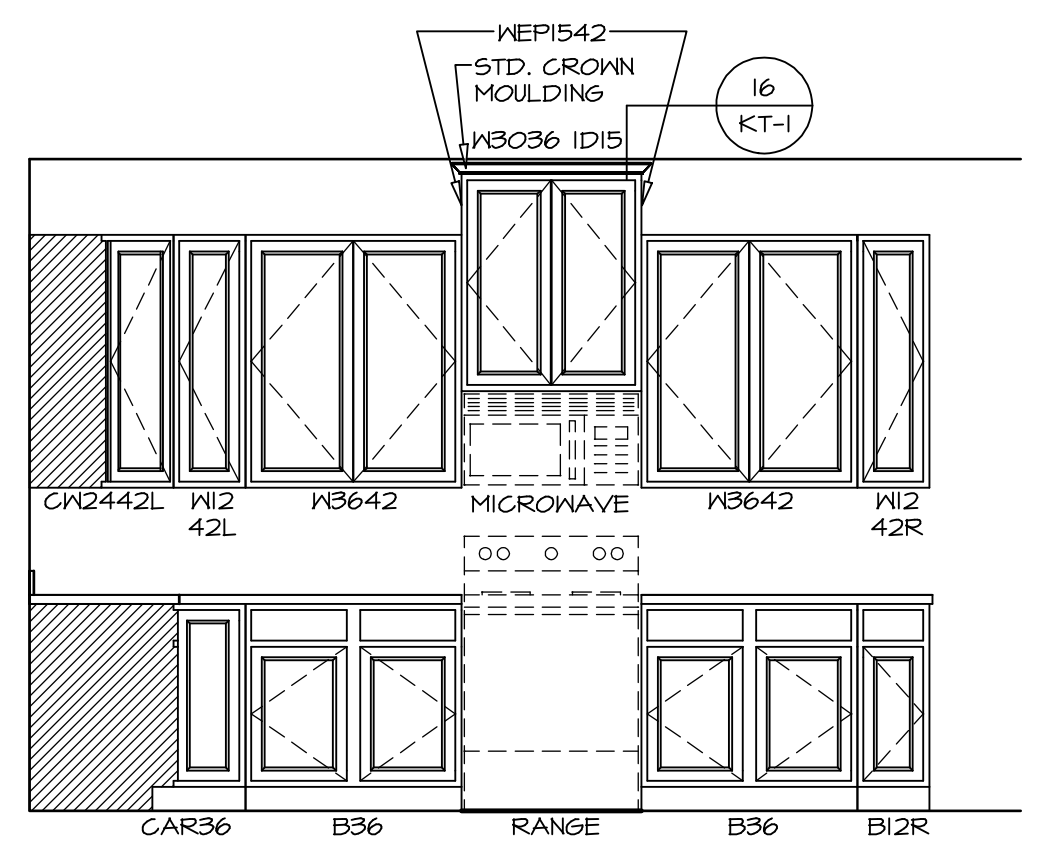 WEP1542
STD. CROWN
MOULDING
16
KT-1
W3036 1D15
CW2442L
W12
42L
W3642
MICROWAVE
W3642
W12
42R
CAR36
B36
RANGE
B36
B12R